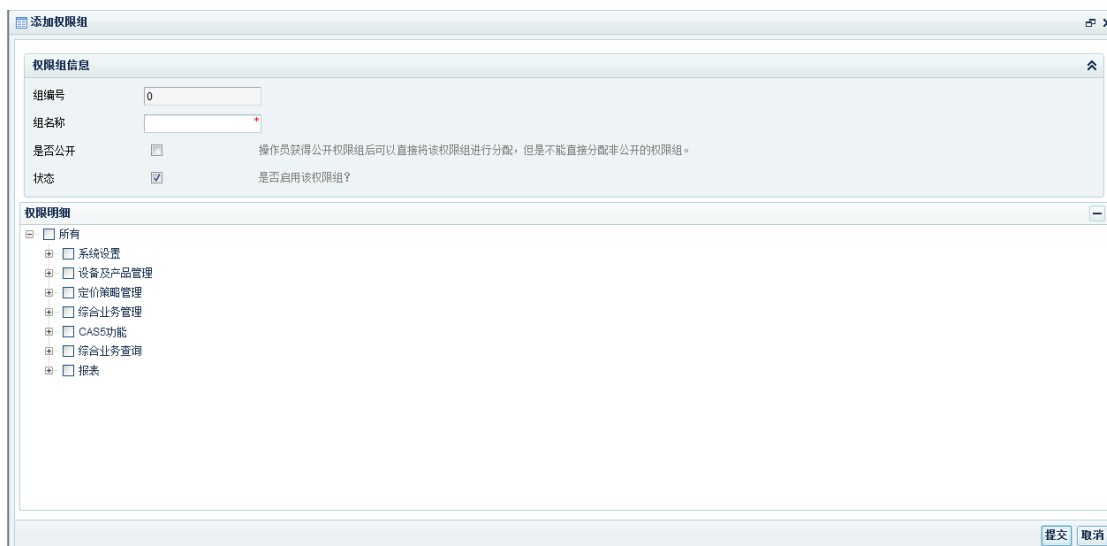 添加权限组
权限组信息
组编号 0
组名称 *
是否公开 操作员获得公开权限组后可以直接将该权限组进行分配，但是不能直接分配非公开的权限组。
状态 是否启用该权限组?
权限明细
所有
系统设置
设备及产品管理
定价策略管理
综合业务管理
CAS5功能
综合业务查询
报表
提交 取消